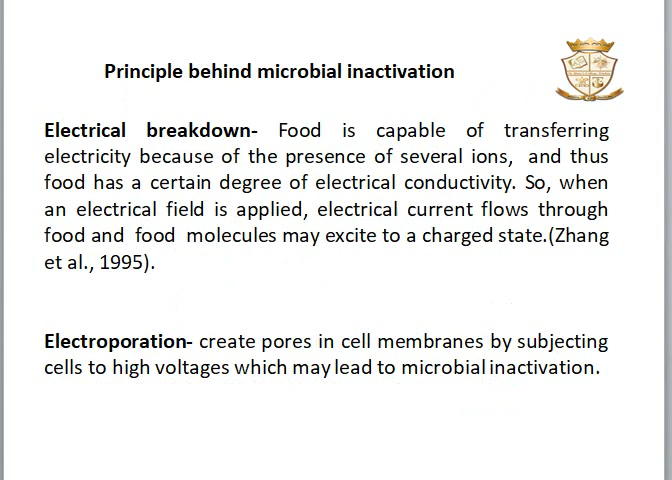 Principle behind microbial inactivation
Electrical breakdown- Food is capable of transferring
electricity because of the presence of several ions, and thus
food has a certain degree of electrical conductivity. So, when
an electrical field is applied, electrical current flows through
food and food molecules may excite to a charged state.(Zhang
et al., 1995).
Electroporation- create pores in cell membranes by subjecting
cells to high voltages which may lead to microbial inactivation.